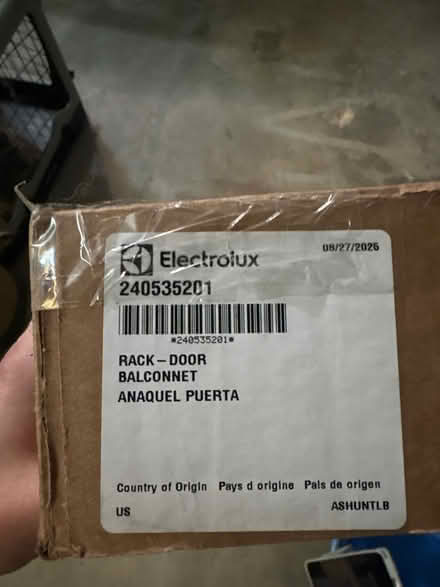 Electrolux 08/27/2026
240535201
*240535201*
RACK-DOOR
BALCONNET
ANAQUEL PUERTA
Country of Origin Pays d origine Pais de origen
US ASHUNTLB